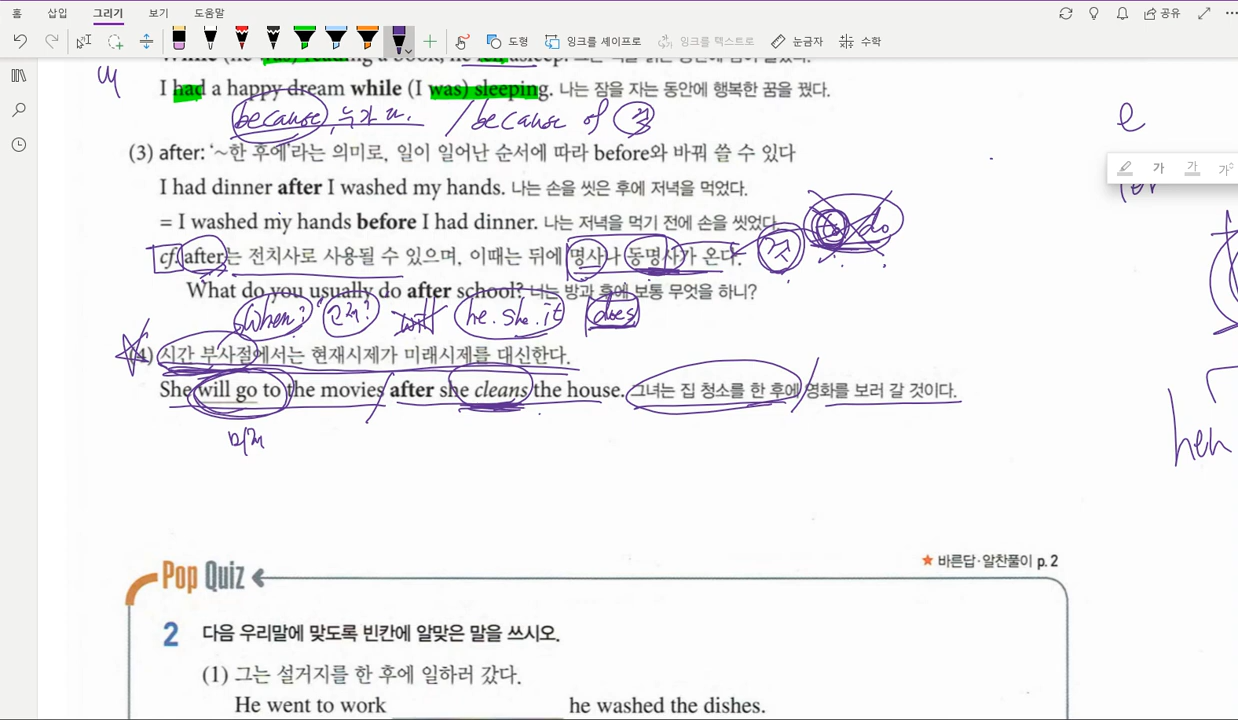 홈 삽입 그리기 보기 도움말
공유
도형 잉크를 셰이프로 잉크를 텍스트로 눈금자 수학
I had a happy dream while (I was) sleeping. 나는 잠을 자는 동안에 행복한 꿈을 꿨다.
because / because of
e
(3) after: '~한 후에'라는 의미로, 일이 일어난 순서에 따라 before와 바꿔 쓸 수 있다
가 가 가
I had dinner after I washed my hands. 나는 손을 씻은 후에 저녁을 먹었다.
= I washed my hands before I had dinner. 나는 저녁을 먹기 전에 손을 씻었다.
to do
cf. after는 전치사로 사용될 수 있으며, 이때는 뒤에 명사나 동명사가 온다.
What do you usually do after school? 나는 방과 후에 보통 무엇을 하니?
when? 언제? will he. she. it does
(4) 시간 부사절에서는 현재시제가 미래시제를 대신한다.
She will go to the movies after she cleans the house. 그녀는 집 청소를 한 후에 영화를 보러 갈 것이다.
미래
hen
Pop Quiz
★ 바른답·알찬풀이 p.2
2 다음 우리말에 맞도록 빈칸에 알맞은 말을 쓰시오.
(1) 그는 설거지를 한 후에 일하러 갔다.
He went to work he washed the dishes.